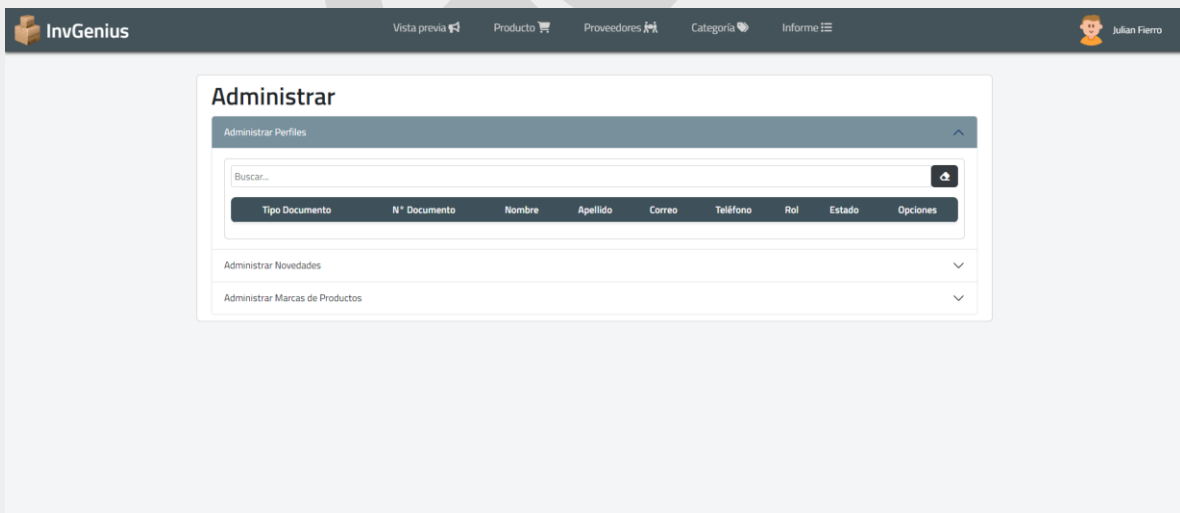 InvGenius Vista previa Producto Proveedores Categoría Informe Julian Fierro
Administrar
Administrar Perfiles
Buscar...
Tipo Documento N° Documento Nombre Apellido Correo Teléfono Rol Estado Opciones
Administrar Novedades
Administrar Marcas de Productos